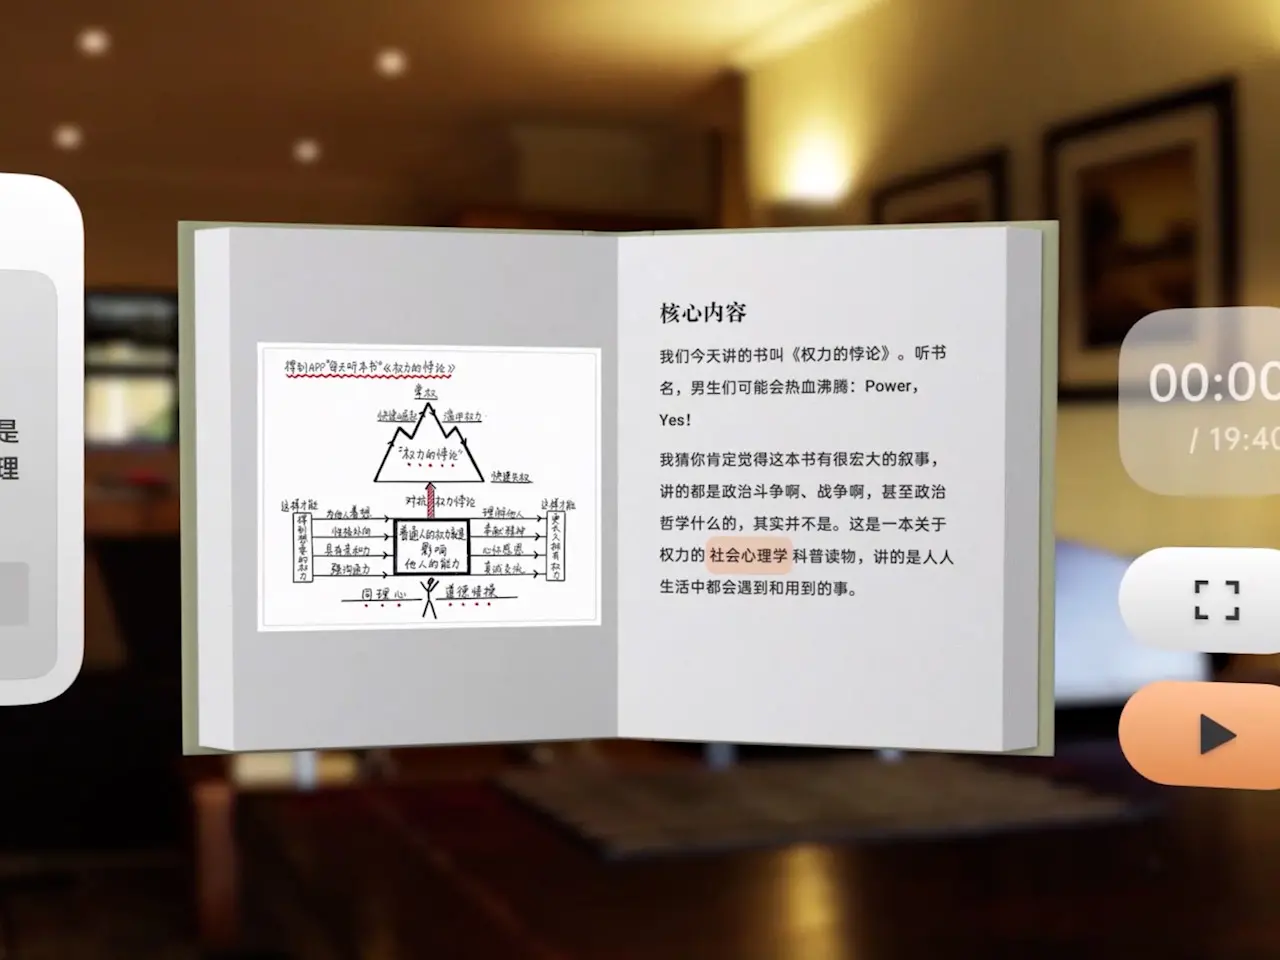 是
理
得到APP"每天听本书"《权力的悖论》
掌权
快速崛起
滥用权力
"权力的悖论"
快速失权
对抗 权力悖论
这样才能
得到想要的权力
为他人着想
性格外向
具有亲和力
强沟通力
普通人的权力就是
影响
他人的能力
理解他人
奉献精神
心怀感恩
真诚交流
这样才能
更长久拥有权力
同理心
道德情操
核心内容
我们今天讲的书叫《权力的悖论》。听书
名，男生们可能会热血沸腾：Power，
Yes！
我猜你肯定觉得这本书有很宏大的叙事，
讲的都是政治斗争啊、战争啊，甚至政治
哲学什么的，其实并不是。这是一本关于
权力的 社会心理学 科普读物，讲的是人人
生活中都会遇到和用到的事。
00:00
/ 19:40